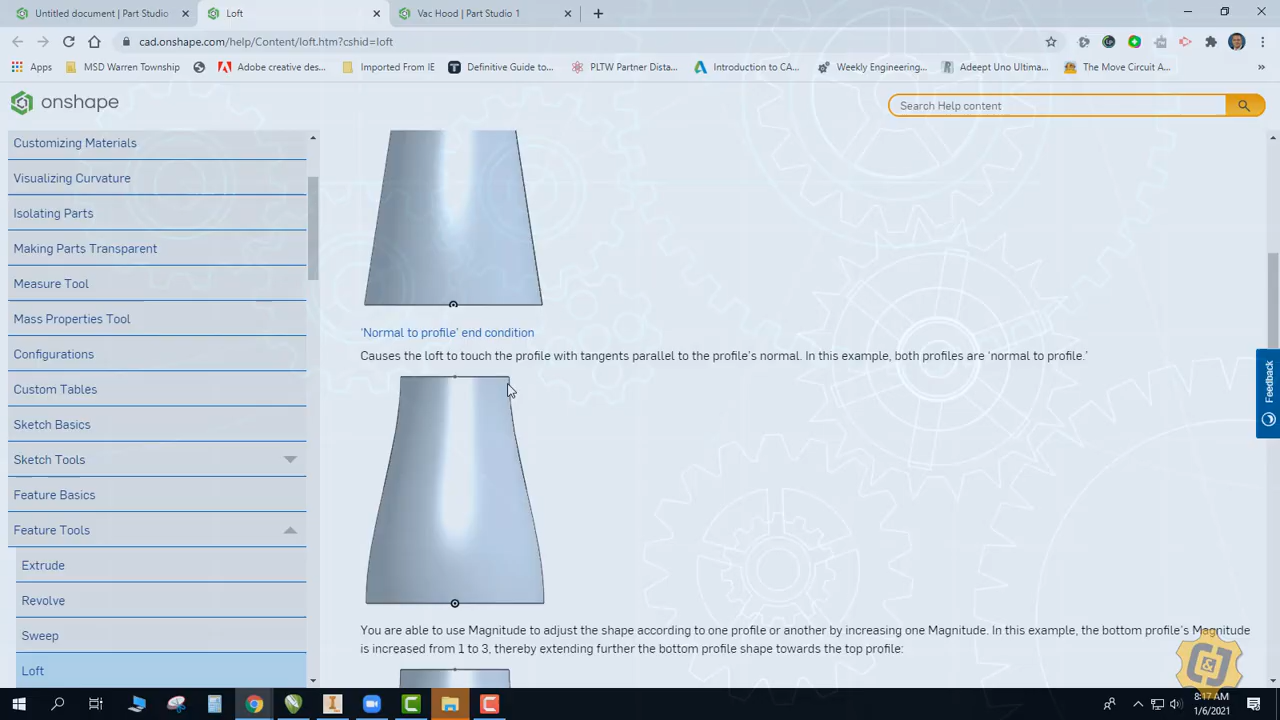 Untitled document | Part Studio
Loft
Vac Hood | Part Studio 1
cad.onshape.com/help/Content/loft.htm?cshid=loft
Apps
MSD Warren Township
Adobe creative des...
Imported From IE
Definitive Guide to...
PLTW Partner Dista...
Introduction to CA...
Weekly Engineering...
Adeept Uno Ultima...
The Move Circuit A...
»
onshape
Search Help content
Customizing Materials
Visualizing Curvature
Isolating Parts
Making Parts Transparent
Measure Tool
Mass Properties Tool
Configurations
Custom Tables
Sketch Basics
Sketch Tools
Feature Basics
Feature Tools
Extrude
Revolve
Sweep
Loft
'Normal to profile' end condition
Causes the loft to touch the profile with tangents parallel to the profile's normal. In this example, both profiles are 'normal to profile.'
You are able to use Magnitude to adjust the shape according to one profile or another by increasing one Magnitude. In this example, the bottom profile's Magnitude
is increased from 1 to 3, thereby extending further the bottom profile shape towards the top profile:
Feedback
&
8:17 AM
1/6/2021